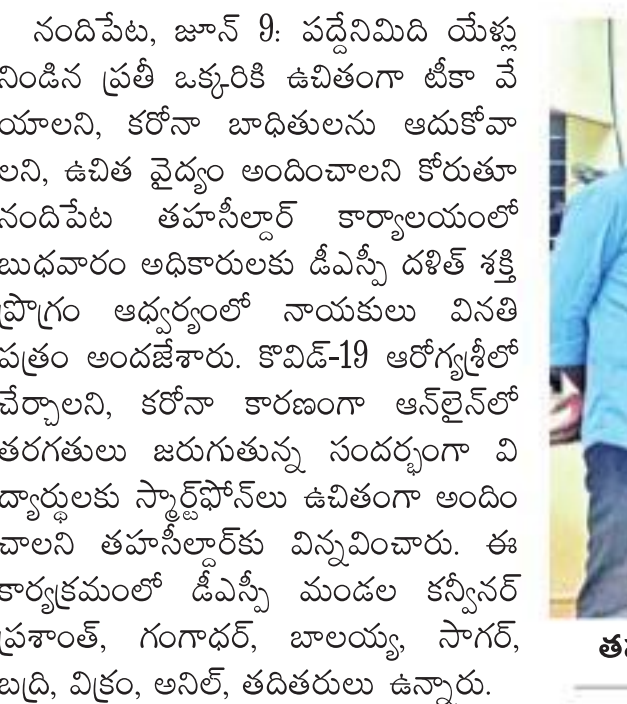 నందిపేట, జూన్ 9: పద్దేనిమిది యేళ్లు
నిండిన ప్రతీ ఒక్కరికి ఉచితంగా టీకా వే
యాలని, కరోనా బాధితులను ఆదుకోవా
లని, ఉచిత వైద్యం అందించాలని కోరుతూ
నందిపేట తహసీల్దార్ కార్యాలయంలో
బుధవారం అధికారులకు డీఎస్పీ దళిత్ శక్తి
ప్రొగ్రం ఆధ్వర్యంలో నాయకులు వినతి
పత్రం అందజేశారు. కొవిడ్-19 ఆరోగ్యశ్రీలో
చేర్చాలని, కరోనా కారణంగా ఆన్‌లైన్‌లో
తరగతులు జరుగుతున్న సందర్భంగా వి
ద్యార్థులకు స్మార్ట్‌ఫోన్‌లు ఉచితంగా అందిం
చాలని తహసీల్దార్‌కు విన్నవించారు. ఈ
కార్యక్రమంలో డీఎస్పీ మండల కన్వీనర్
ప్రశాంత్, గంగాధర్, బాలయ్య, సాగర్,
బద్రి, విక్రం, అనిల్, తదితరులు ఉన్నారు.